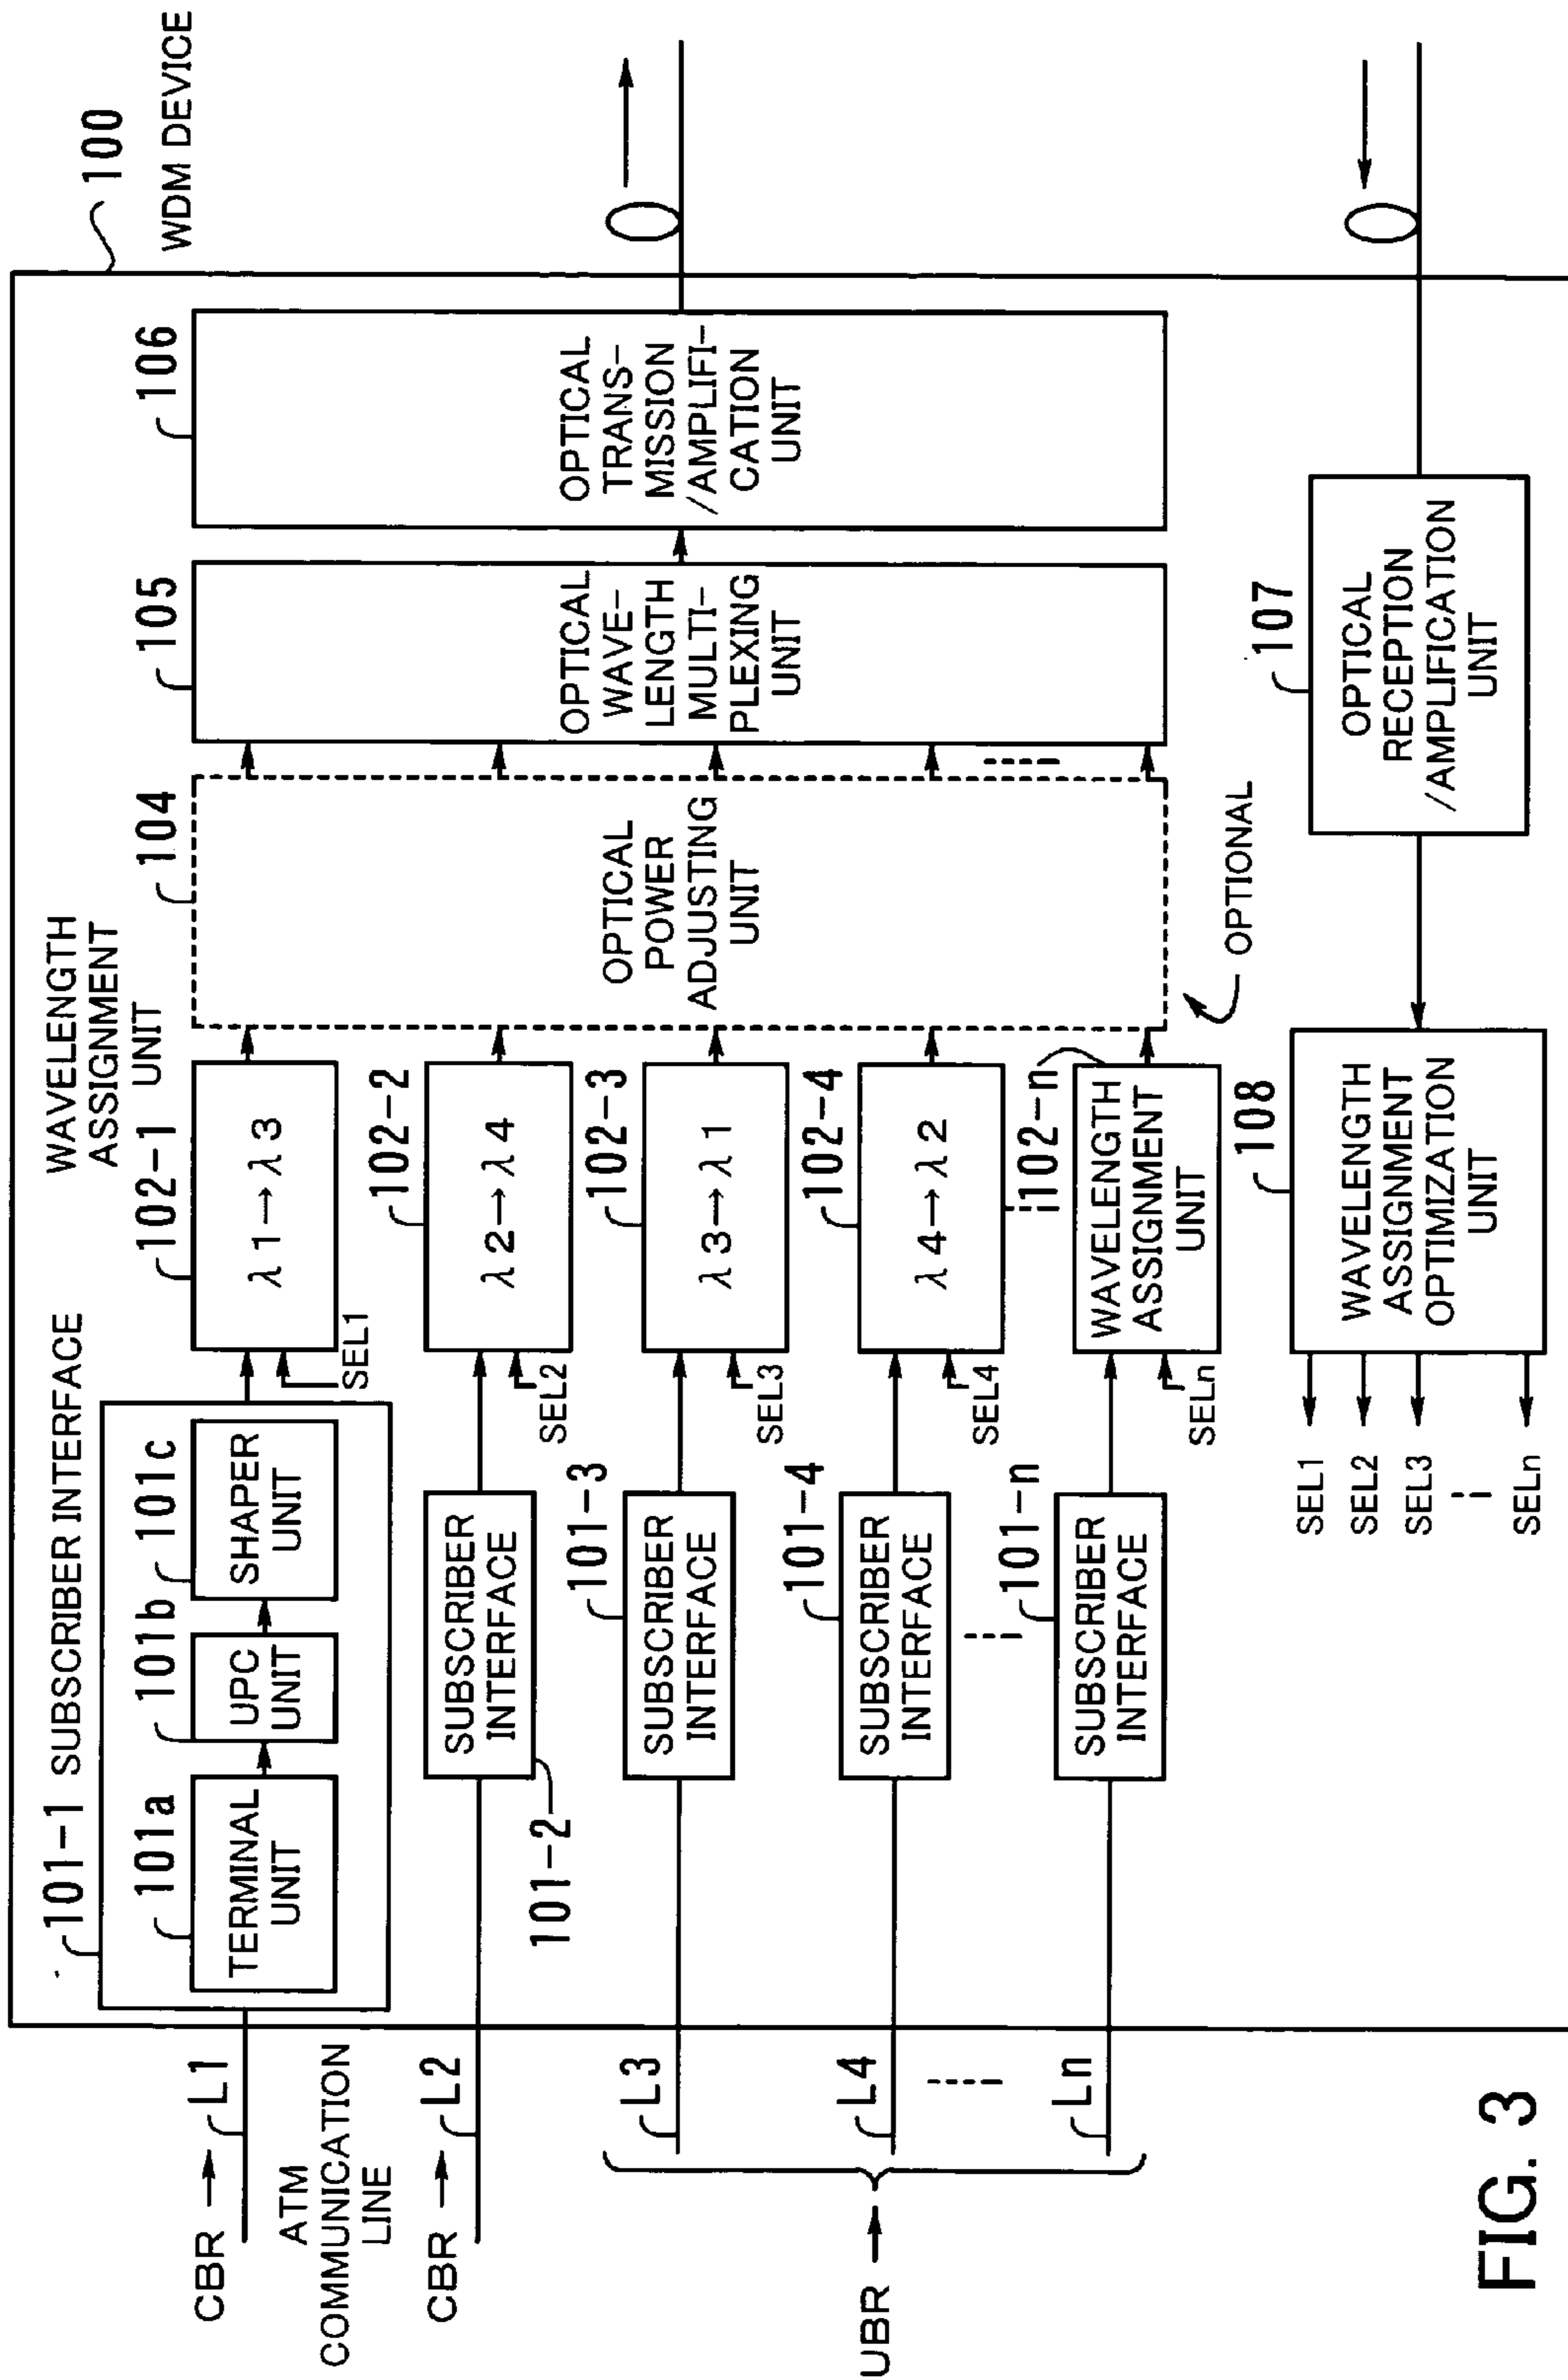 100
WDM DEVICE
101-1 SUBSCRIBER INTERFACE
WAVELENGTH
ASSIGNMENT
102-1 UNIT
104
105
106
CBR → L1
ATM
COMMUNICATION
LINE
101a
TERMINAL
UNIT
101b
UPC
UNIT
101c
SHAPER
UNIT
SEL1
λ1→λ3
CBR → L2
SUBSCRIBER
INTERFACE
101-2
SEL2
102-2
λ2→λ4
UBR →
L3
101-3
SUBSCRIBER
INTERFACE
SEL3
102-3
λ3→λ1
L4
101-4
SUBSCRIBER
INTERFACE
SEL4
102-4
λ4→λ2
Ln
101-n
SUBSCRIBER
INTERFACE
SELn
102-n
WAVELENGTH
ASSIGNMENT
UNIT
OPTICAL
POWER
ADJUSTING
UNIT
OPTIONAL
OPTICAL
WAVE-
LENGTH
MULTI-
PLEXING
UNIT
OPTICAL
TRANS-
MISSION
/AMPLIFI-
CATION
UNIT
107
OPTICAL
RECEPTION
/AMPLIFICATION
UNIT
108
WAVELENGTH
ASSIGNMENT
OPTIMIZATION
UNIT
SEL1
SEL2
SEL3
SELn
FIG. 3